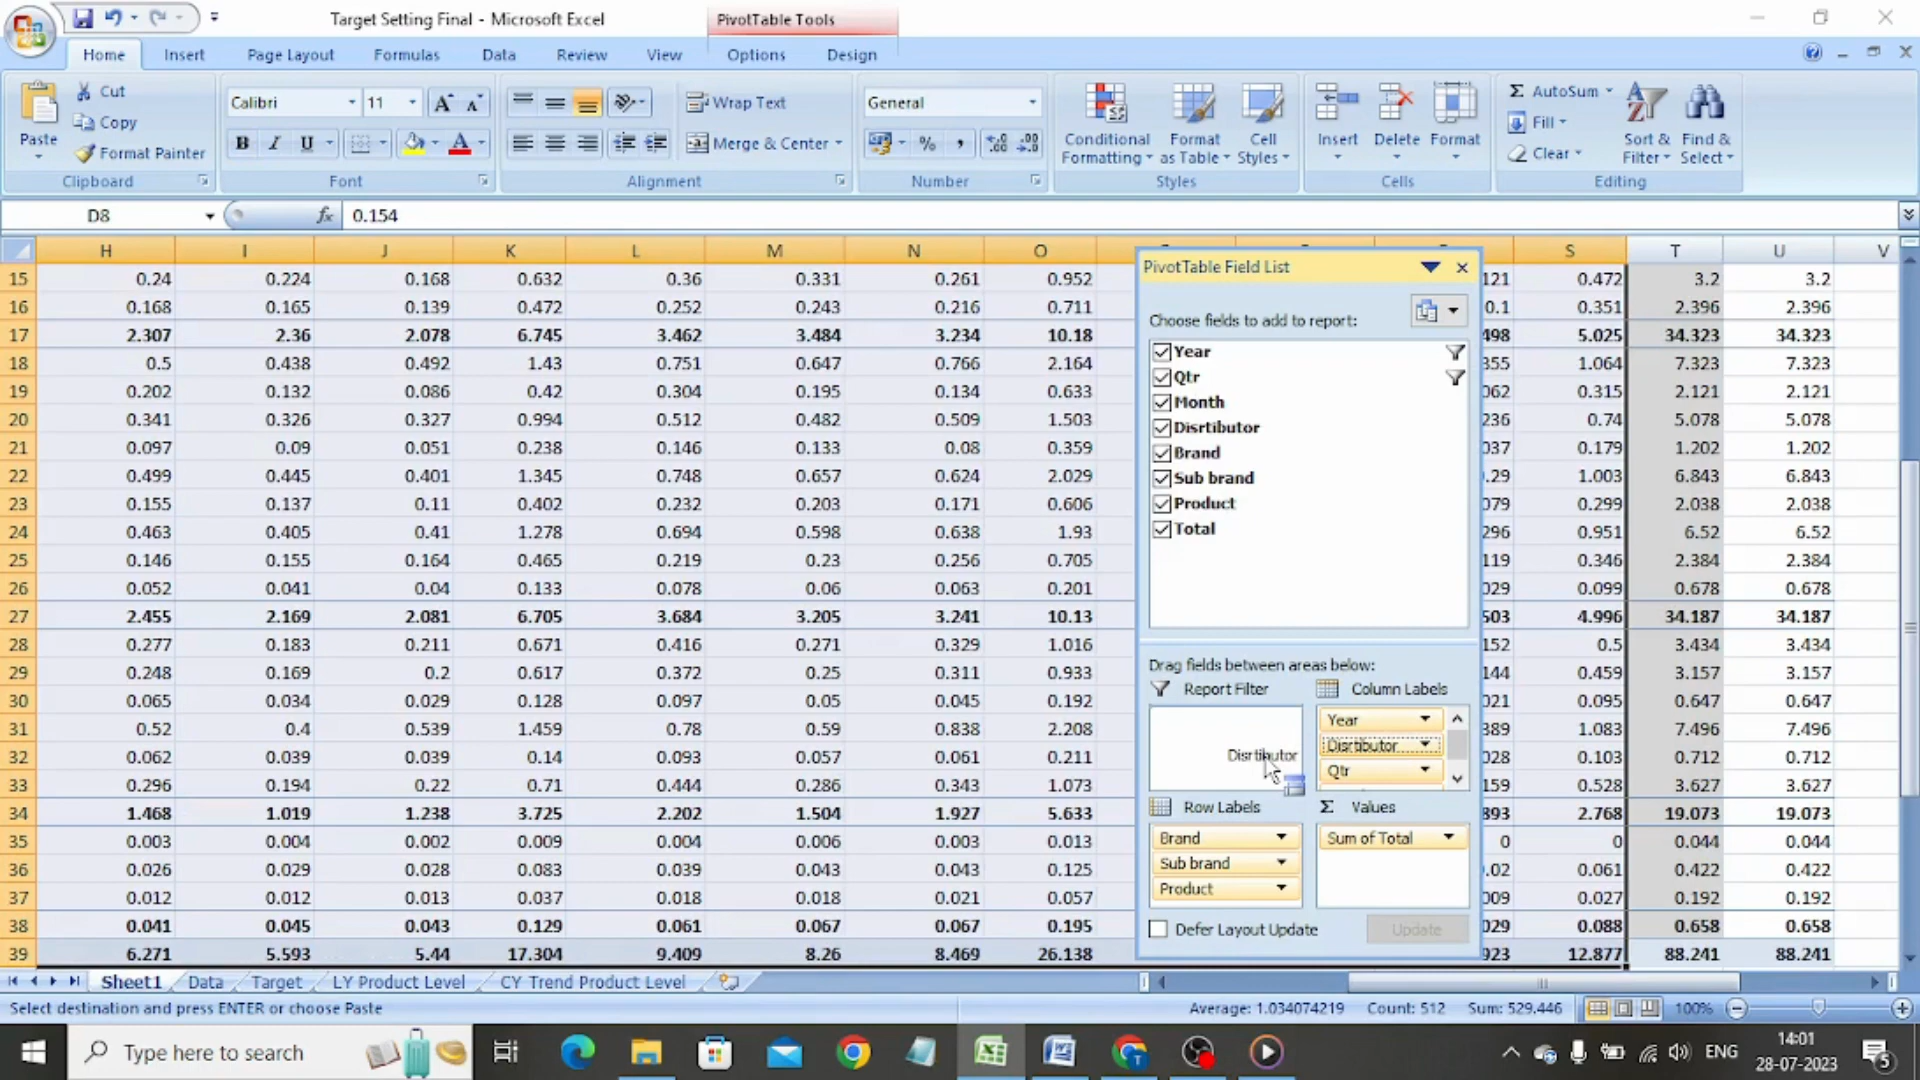 Target Setting Final - Microsoft Excel
PivotTable Tools
Home Insert Page Layout Formulas Data Review View Options Design
Paste
Cut
Copy
Format Painter
Clipboard
Calibri 11
B I U
Font
Wrap Text
Merge & Center
Alignment
General
Number
Conditional Formatting
Format as Table
Cell Styles
Styles
Insert
Delete
Format
Cells
Σ AutoSum
Fill
Clear
Sort & Filter
Find & Select
Editing
D8 fx 0.154
H I J K L M N O S T U V
15 0.24 0.224 0.168 0.632 0.36 0.331 0.261 0.952 121 0.472 3.2 3.2
16 0.168 0.165 0.139 0.472 0.252 0.243 0.216 0.711 0.1 0.351 2.396 2.396
17 2.307 2.36 2.078 6.745 3.462 3.484 3.234 10.18 498 5.025 34.323 34.323
18 0.5 0.438 0.492 1.43 0.751 0.647 0.766 2.164 355 1.064 7.323 7.323
19 0.202 0.132 0.086 0.42 0.304 0.195 0.134 0.633 062 0.315 2.121 2.121
20 0.341 0.326 0.327 0.994 0.512 0.482 0.509 1.503 236 0.74 5.078 5.078
21 0.097 0.09 0.051 0.238 0.146 0.133 0.08 0.359 037 0.179 1.202 1.202
22 0.499 0.445 0.401 1.345 0.748 0.657 0.624 2.029 .29 1.003 6.843 6.843
23 0.155 0.137 0.11 0.402 0.232 0.203 0.171 0.606 079 0.299 2.038 2.038
24 0.463 0.405 0.41 1.278 0.694 0.598 0.638 1.93 296 0.951 6.52 6.52
25 0.146 0.155 0.164 0.465 0.219 0.23 0.256 0.705 119 0.346 2.384 2.384
26 0.052 0.041 0.04 0.133 0.078 0.06 0.063 0.201 029 0.099 0.678 0.678
27 2.455 2.169 2.081 6.705 3.684 3.205 3.241 10.13 503 4.996 34.187 34.187
28 0.277 0.183 0.211 0.671 0.416 0.271 0.329 1.016 152 0.5 3.434 3.434
29 0.248 0.169 0.2 0.617 0.372 0.25 0.311 0.933 144 0.459 3.157 3.157
30 0.065 0.034 0.029 0.128 0.097 0.05 0.045 0.192 021 0.095 0.647 0.647
31 0.52 0.4 0.539 1.459 0.78 0.59 0.838 2.208 389 1.083 7.496 7.496
32 0.062 0.039 0.039 0.14 0.093 0.057 0.061 0.211 028 0.103 0.712 0.712
33 0.296 0.194 0.22 0.71 0.444 0.286 0.343 1.073 159 0.528 3.627 3.627
34 1.468 1.019 1.238 3.725 2.202 1.504 1.927 5.633 893 2.768 19.073 19.073
35 0.003 0.004 0.002 0.009 0.004 0.006 0.003 0.013 0 0 0.044 0.044
36 0.026 0.029 0.028 0.083 0.039 0.043 0.043 0.125 .02 0.061 0.422 0.422
37 0.012 0.012 0.013 0.037 0.018 0.018 0.021 0.057 009 0.027 0.192 0.192
38 0.041 0.045 0.043 0.129 0.061 0.067 0.067 0.195 029 0.088 0.658 0.658
39 6.271 5.593 5.44 17.304 9.409 8.26 8.469 26.138 923 12.877 88.241 88.241
PivotTable Field List
Choose fields to add to report:
Year
Qtr
Month
Disrtibutor
Brand
Sub brand
Product
Total
Drag fields between areas below:
Report Filter
Disrtibutor
Column Labels
Year
Disrtibutor
Qtr
Row Labels
Brand
Sub brand
Product
Σ Values
Sum of Total
Defer Layout Update Update
Sheet1 Data Target LY Product Level CY Trend Product Level
Select destination and press ENTER or choose Paste Average: 1.034074219 Count: 512 Sum: 529.446 100%
Type here to search
ENG
14:01
28-07-2023
5